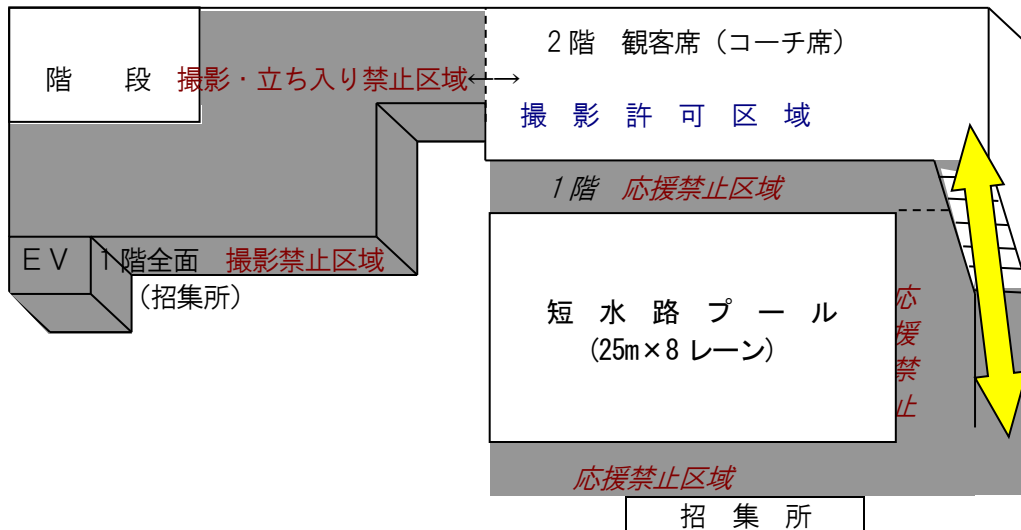 2階 観客席（コーチ席）
階 段 撮影・立ち入り禁止区域←→
撮 影 許 可 区 域
1階 応援禁止区域
ＥＶ 1階全面 撮影禁止区域
（招集所）
短 水 路 プ ー ル
(25m×8 レーン)
応援禁止
応援禁止区域
招 集 所